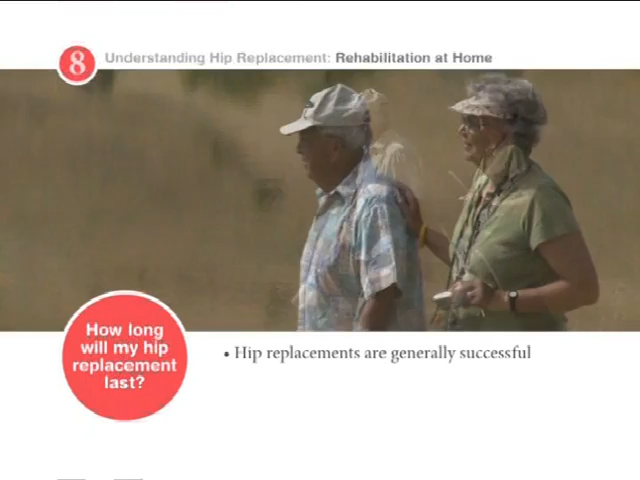 8
Understanding Hip Replacement: Rehabilitation at Home
How long
will my hip
replacement
last?
• Hip replacements are generally successful